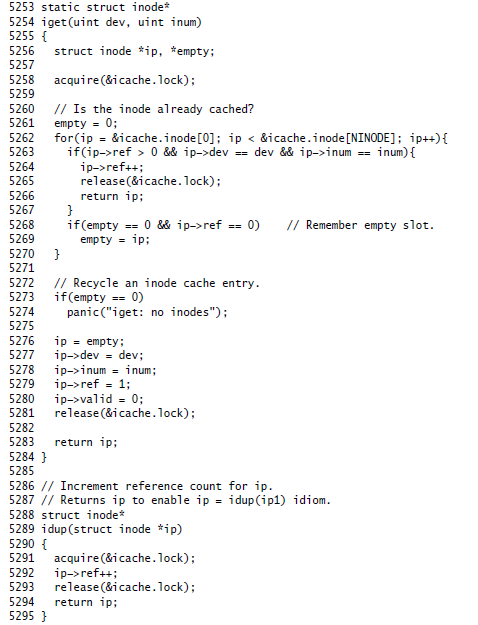 5253 static struct inode*
5254 iget(uint dev, uint inum)
5255 {
5256   struct inode *ip, *empty;
5257
5258   acquire(&icache.lock);
5259
5260   // Is the inode already cached?
5261   empty = 0;
5262   for(ip = &icache.inode[0]; ip < &icache.inode[NINODE]; ip++){
5263     if(ip->ref > 0 && ip->dev == dev && ip->inum == inum){
5264       ip->ref++;
5265       release(&icache.lock);
5266       return ip;
5267     }
5268     if(empty == 0 && ip->ref == 0)    // Remember empty slot.
5269       empty = ip;
5270   }
5271
5272   // Recycle an inode cache entry.
5273   if(empty == 0)
5274     panic("iget: no inodes");
5275
5276   ip = empty;
5277   ip->dev = dev;
5278   ip->inum = inum;
5279   ip->ref = 1;
5280   ip->valid = 0;
5281   release(&icache.lock);
5282
5283   return ip;
5284 }
5285
5286 // Increment reference count for ip.
5287 // Returns ip to enable ip = idup(ip1) idiom.
5288 struct inode*
5289 idup(struct inode *ip)
5290 {
5291   acquire(&icache.lock);
5292   ip->ref++;
5293   release(&icache.lock);
5294   return ip;
5295 }